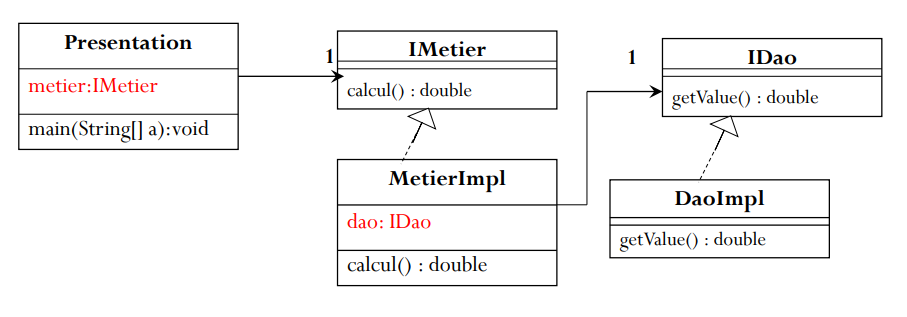 Presentation
metier:IMetier
main(String[] a):void
1
IMetier
calcul() : double
MetierImpl
dao: IDao
calcul() : double
1
IDao
getValue() : double
DaoImpl
getValue() : double